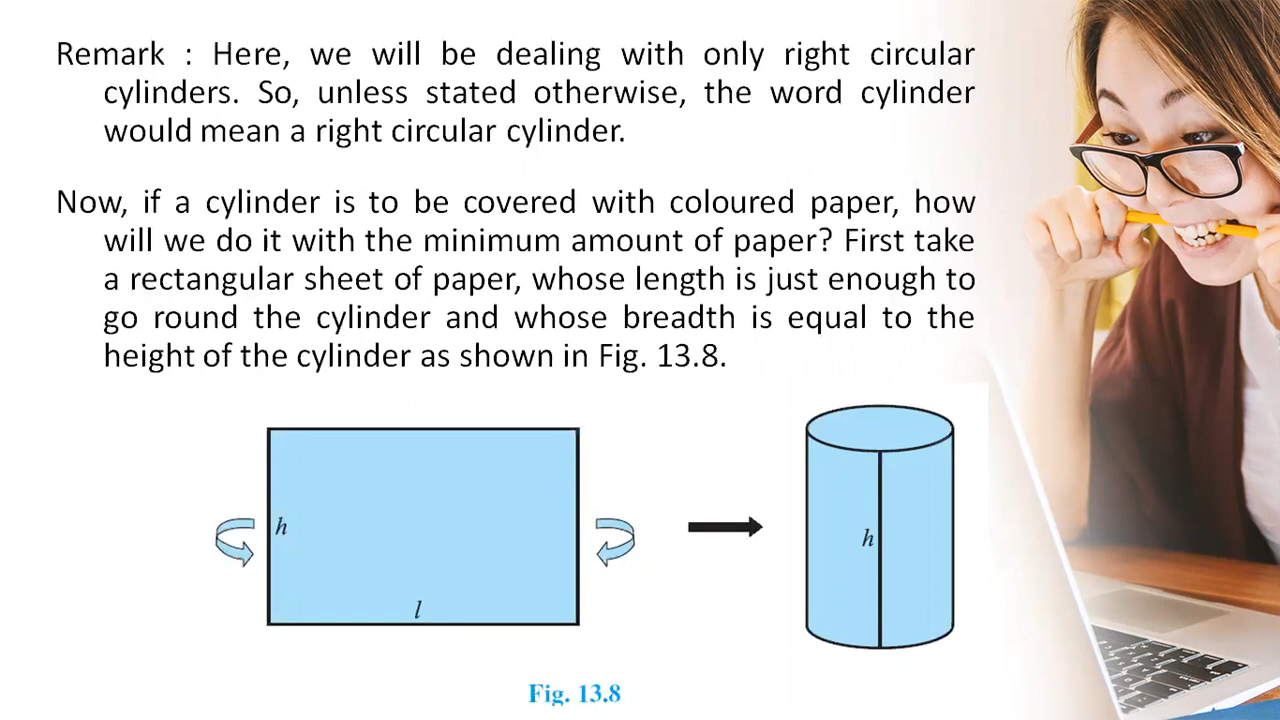 Remark : Here, we will be dealing with only right circular
cylinders. So, unless stated otherwise, the word cylinder
would mean a right circular cylinder.
Now, if a cylinder is to be covered with coloured paper, how
will we do it with the minimum amount of paper? First take
a rectangular sheet of paper, whose length is just enough to
go round the cylinder and whose breadth is equal to the
height of the cylinder as shown in Fig. 13.8.
h
l
h
Fig. 13.8